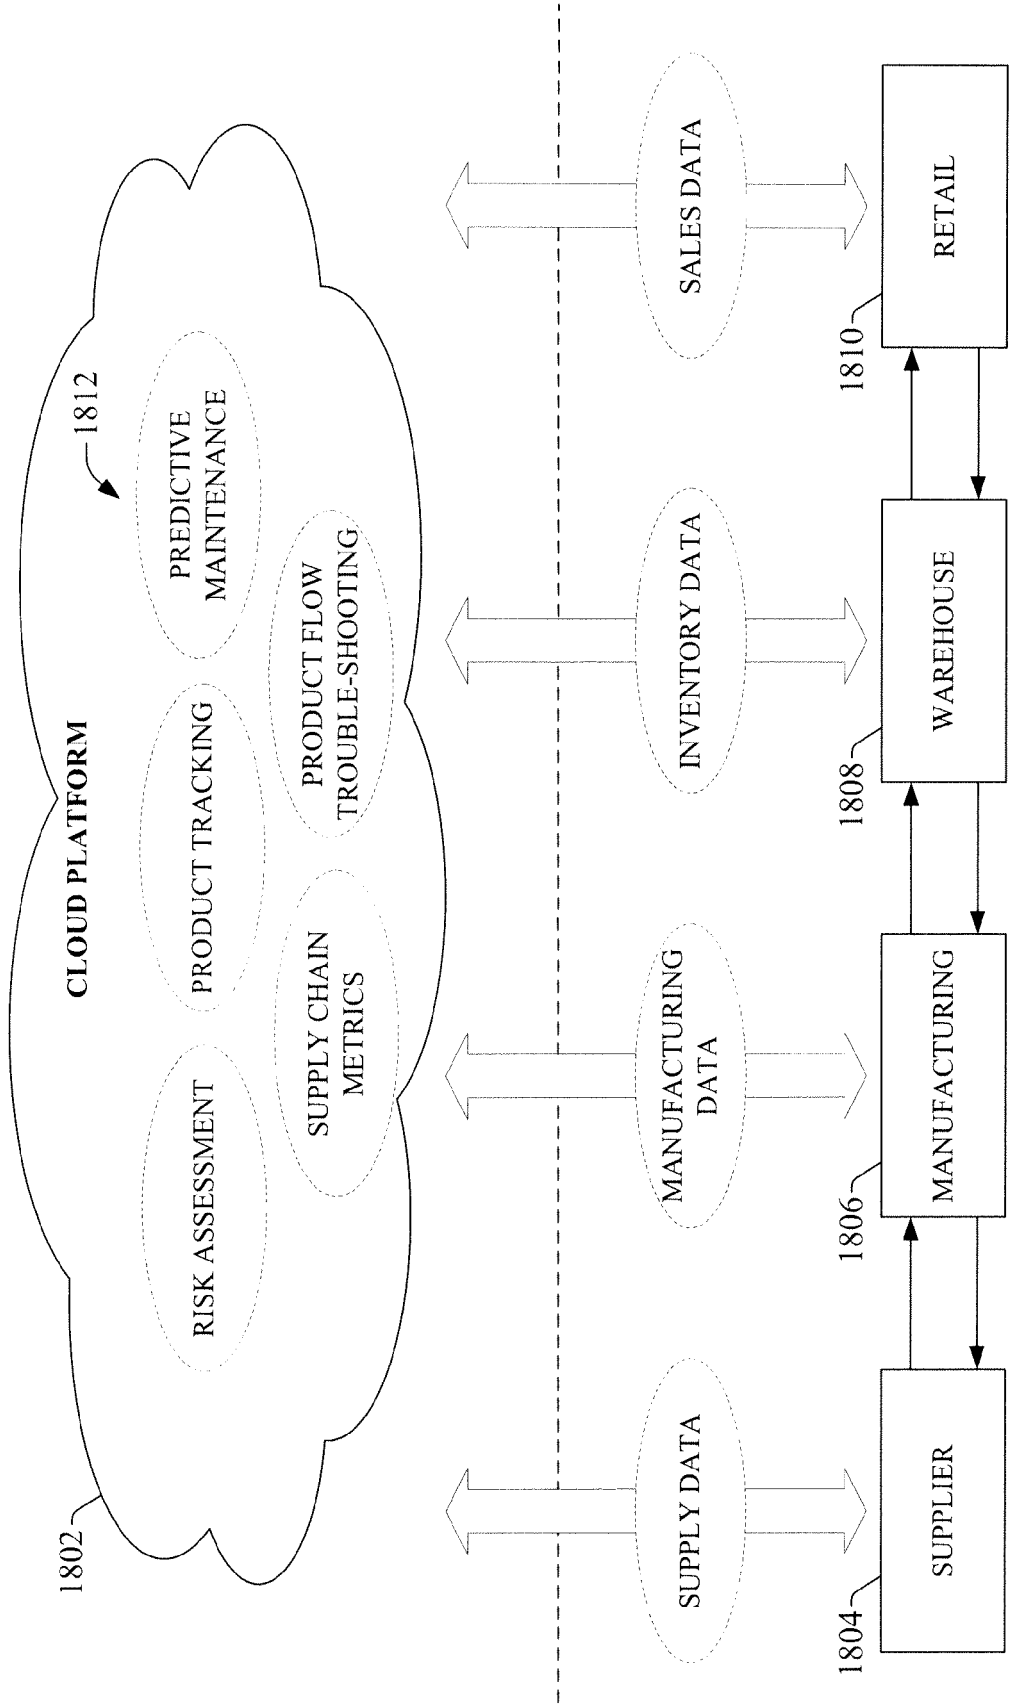 CLOUD PLATFORM
1802
1812
RISK ASSESSMENT
PRODUCT TRACKING
PREDICTIVE
MAINTENANCE
SUPPLY CHAIN
METRICS
PRODUCT FLOW
TROUBLE-SHOOTING
SUPPLY DATA
MANUFACTURING
DATA
INVENTORY DATA
SALES DATA
1804
1806
1808
1810
SUPPLIER
MANUFACTURING
WAREHOUSE
RETAIL